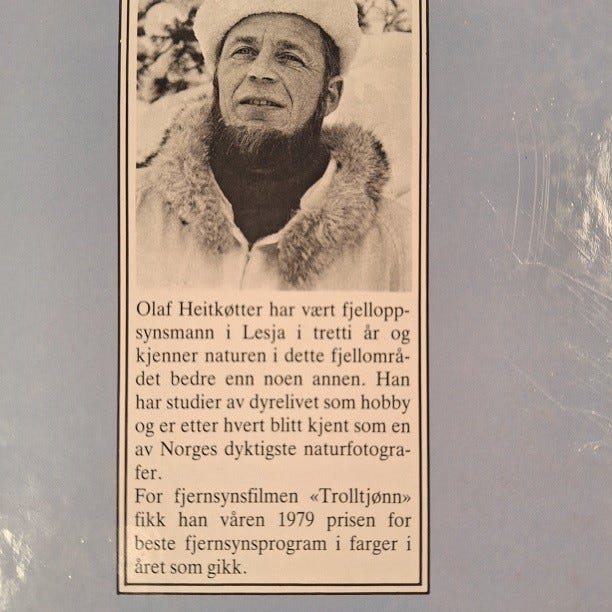 Olaf Heitkøtter har vært fjellopp-
synsmann i Lesja i tretti år og
kjenner naturen i dette fjellområ-
det bedre enn noen annen. Han
har studier av dyrelivet som hobby
og er etter hvert blitt kjent som en
av Norges dyktigste naturfotogra-
fer.
For fjernsynsfilmen «Trolltjønn»
fikk han våren 1979 prisen for
beste fjernsynsprogram i farger i
året som gikk.